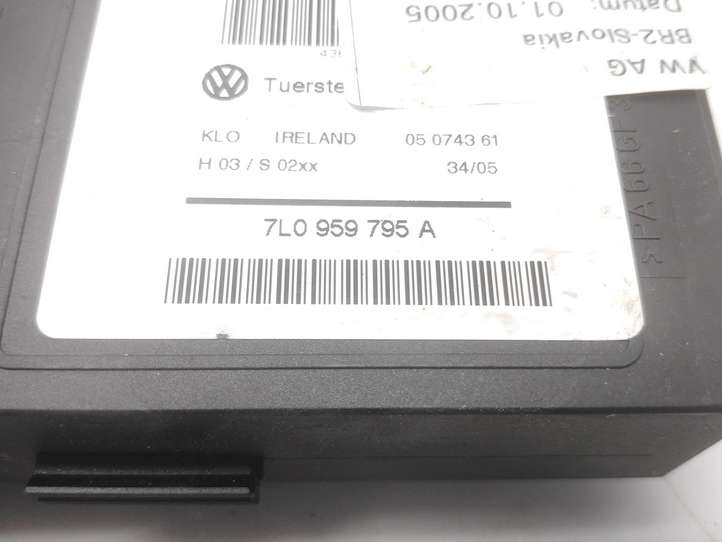 VW AG
BR2-Slovakia
Datum: 01.10.2005
Tuerste
KLO IRELAND 05 0743 61
H 03 / S 02xx 34/05
7L0 959 795 A